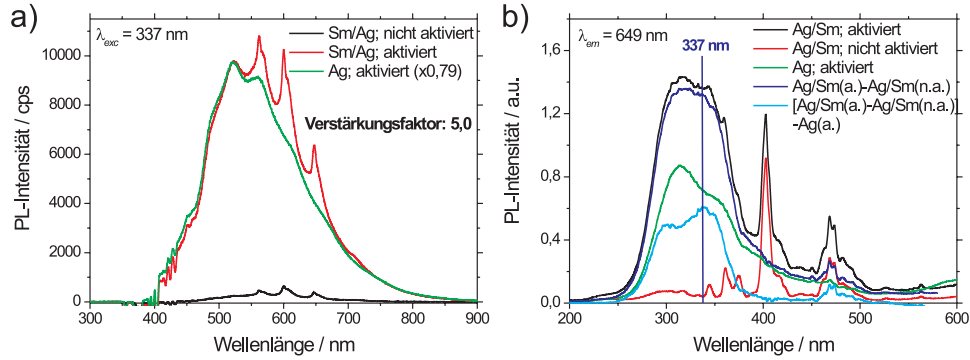 a)
λexc = 337 nm
Sm/Ag; nicht aktiviert
Sm/Ag; aktiviert
Ag; aktiviert (x0,79)
Verstärkungsfaktor: 5,0
PL-Intensität / cps
10000
8000
6000
4000
2000
0
300 400 500 600 700 800 900
Wellenlänge / nm
b)
λem = 649 nm
337 nm
Ag/Sm; aktiviert
Ag/Sm; nicht aktiviert
Ag; aktiviert
Ag/Sm(a.)-Ag/Sm(n.a.)
[Ag/Sm(a.)-Ag/Sm(n.a.)]
-Ag(a.)
PL-Intensität / a.u.
1,6
1,2
0,8
0,4
0,0
200 300 400 500 600
Wellenlänge / nm